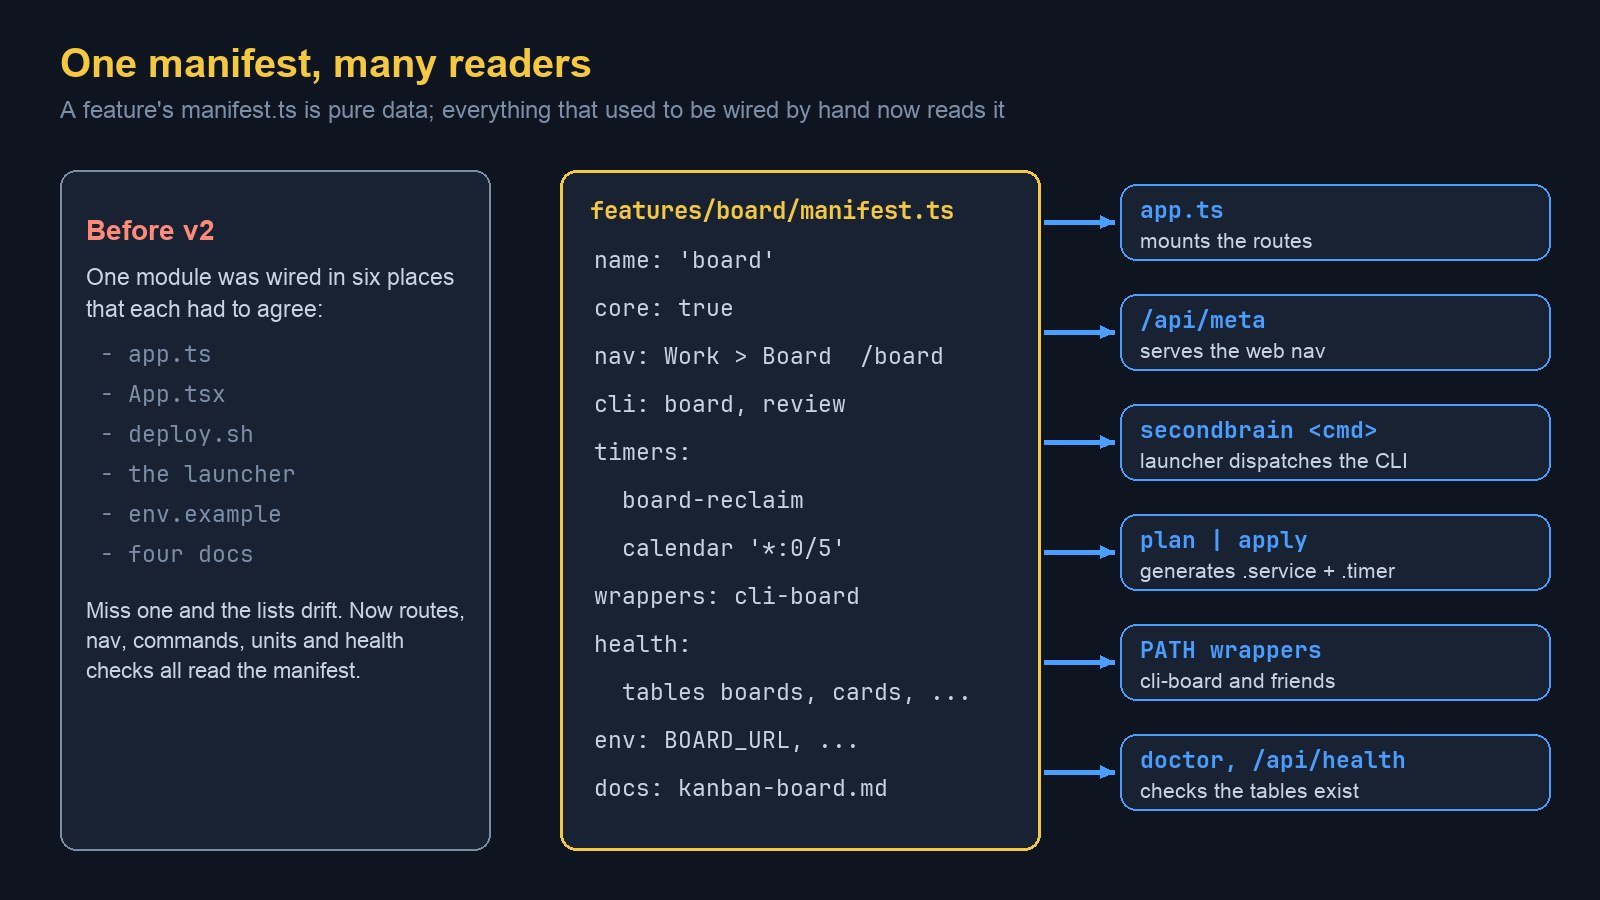 One manifest, many readers
A feature's manifest.ts is pure data; everything that used to be wired by hand now reads it
Before v2
One module was wired in six places
that each had to agree:
- app.ts
- App.tsx
- deploy.sh
- the launcher
- env.example
- four docs
Miss one and the lists drift. Now routes,
nav, commands, units and health
checks all read the manifest.
features/board/manifest.ts
name: 'board'
core: true
nav: Work > Board  /board
cli: board, review
timers:
  board-reclaim
  calendar '*:0/5'
wrappers: cli-board
health:
  tables boards, cards, ...
env: BOARD_URL, ...
docs: kanban-board.md
app.ts
mounts the routes
/api/meta
serves the web nav
secondbrain <cmd>
launcher dispatches the CLI
plan | apply
generates .service + .timer
PATH wrappers
cli-board and friends
doctor, /api/health
checks the tables exist